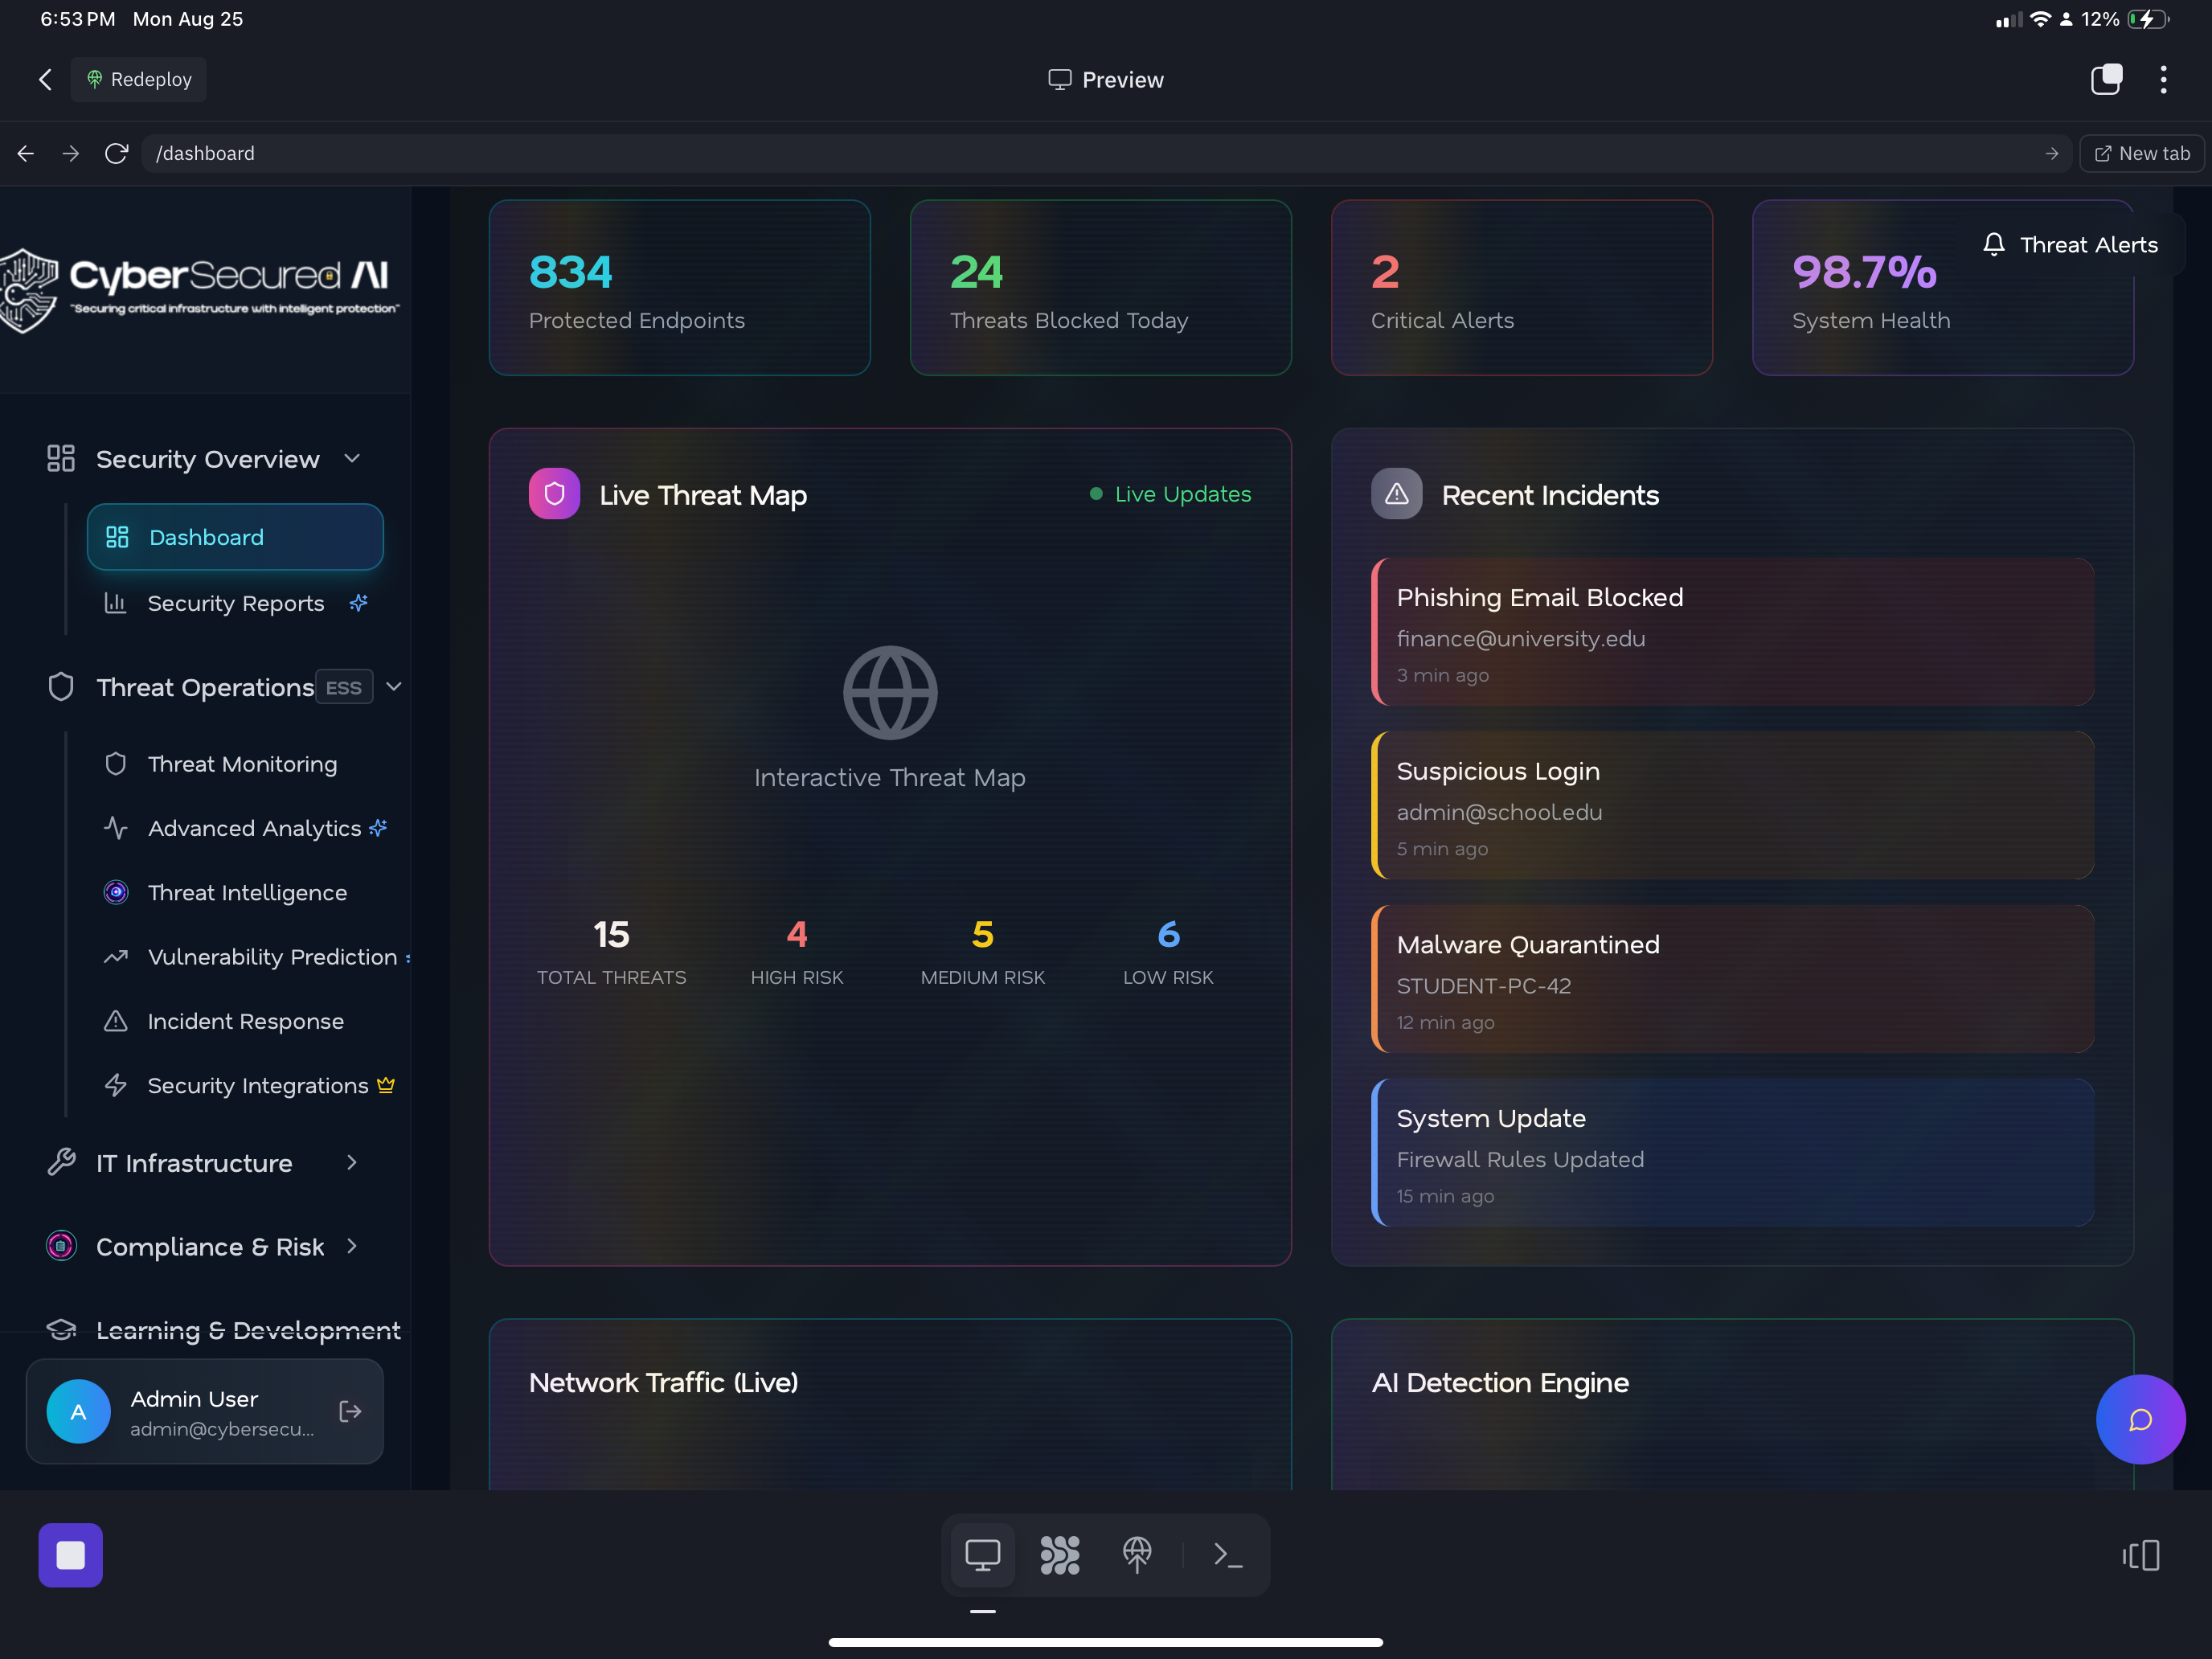 6:53 PM Mon Aug 25
12%
Redeploy
Preview
/dashboard
New tab
CyberSecured AI
"Securing critical infrastructure with intelligent protection"
Security Overview
Dashboard
Security Reports
Threat Operations ESS
Threat Monitoring
Advanced Analytics
Threat Intelligence
Vulnerability Prediction
Incident Response
Security Integrations
IT Infrastructure
Compliance & Risk
Learning & Development
A
Admin User
admin@cybersecu...
834
Protected Endpoints
24
Threats Blocked Today
2
Critical Alerts
98.7%
System Health
Threat Alerts
Live Threat Map
Live Updates
Interactive Threat Map
15
TOTAL THREATS
4
HIGH RISK
5
MEDIUM RISK
6
LOW RISK
Recent Incidents
Phishing Email Blocked
finance@university.edu
3 min ago
Suspicious Login
admin@school.edu
5 min ago
Malware Quarantined
STUDENT-PC-42
12 min ago
System Update
Firewall Rules Updated
15 min ago
Network Traffic (Live)
AI Detection Engine